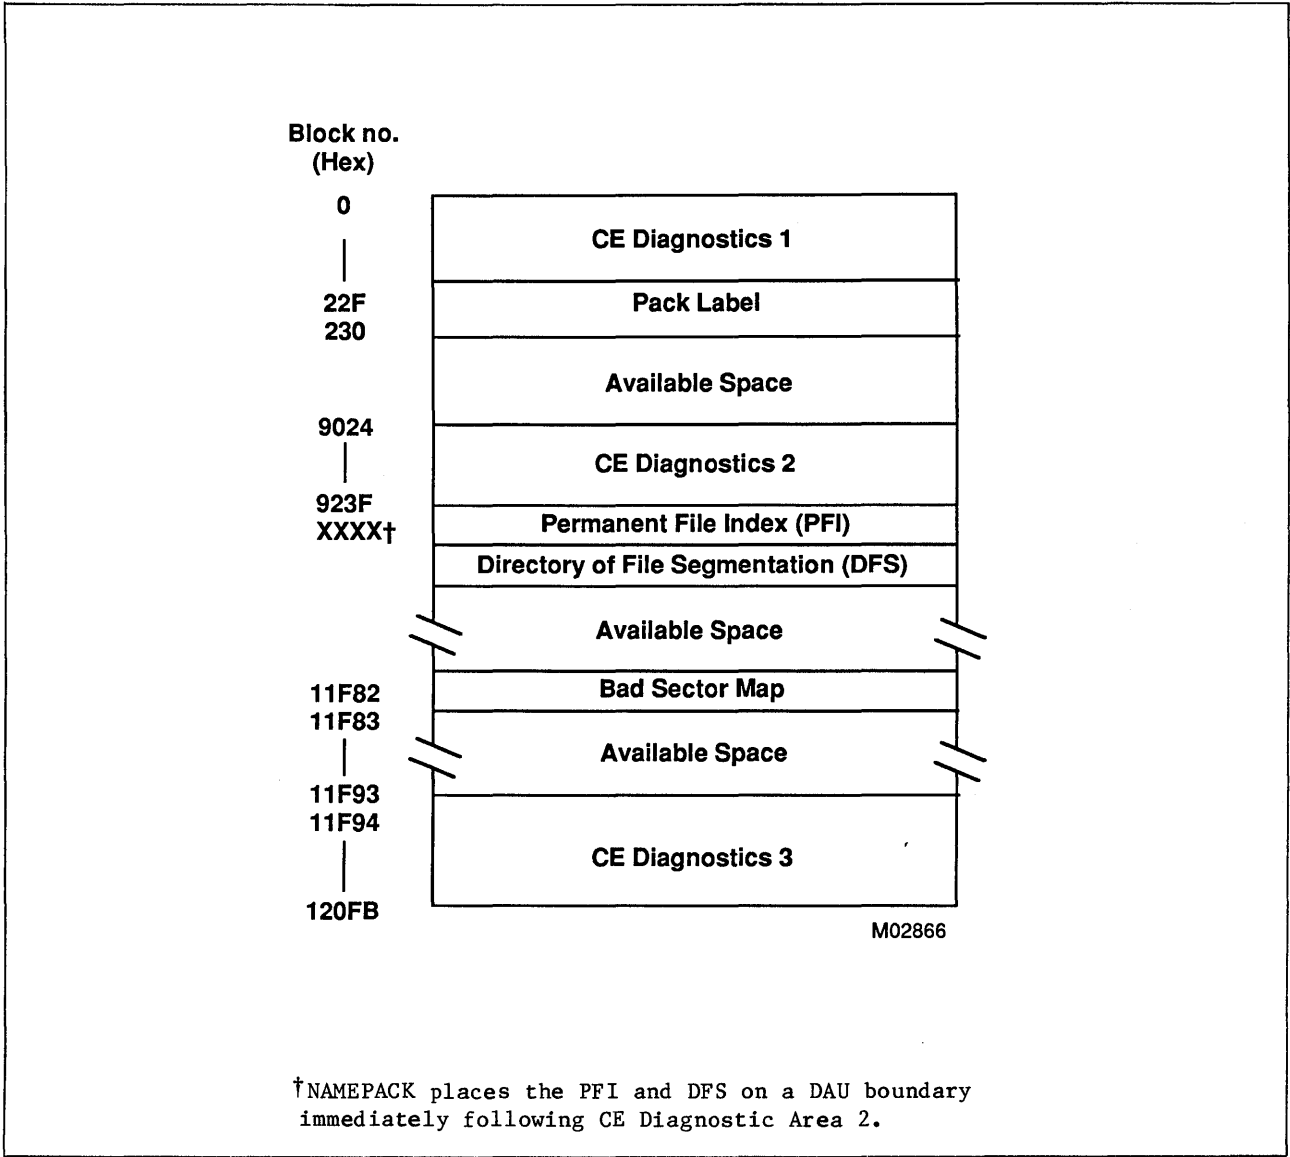 Block no.
(Hex)
0
CE Diagnostics 1
22F
Pack Label
230
Available Space
9024
CE Diagnostics 2
923F
XXXX†
Permanent File Index (PFI)
Directory of File Segmentation (DFS)
Available Space
11F82
Bad Sector Map
11F83
Available Space
11F93
11F94
CE Diagnostics 3
120FB
M02866
†NAMEPACK places the PFI and DFS on a DAU boundary
immediately following CE Diagnostic Area 2.